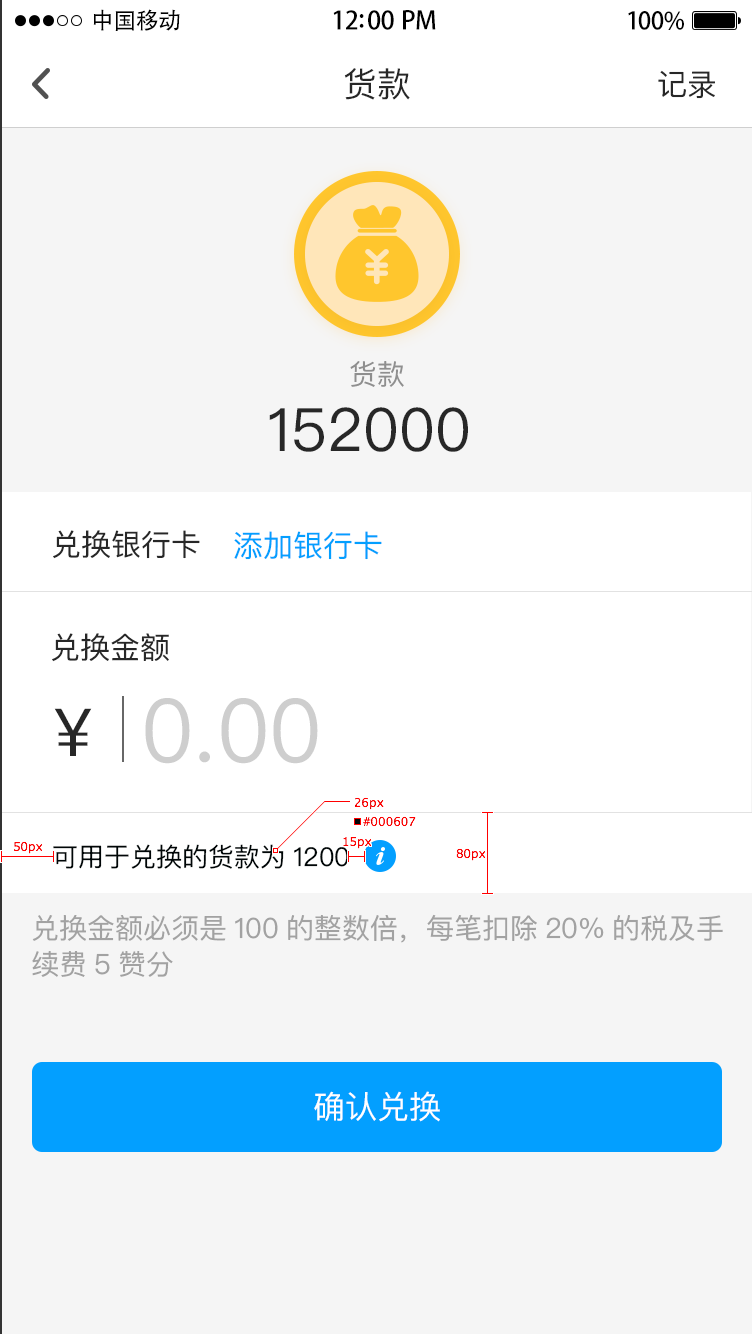 中国移动 12:00 PM 100%
货款 记录
¥
货款
152000
兑换银行卡 添加银行卡
兑换金额
¥ 0.00
26px
#000607
15px
50px 可用于兑换的货款为 1200 i 80px
兑换金额必须是 100 的整数倍，每笔扣除 20% 的税及手
续费 5 赞分
确认兑换